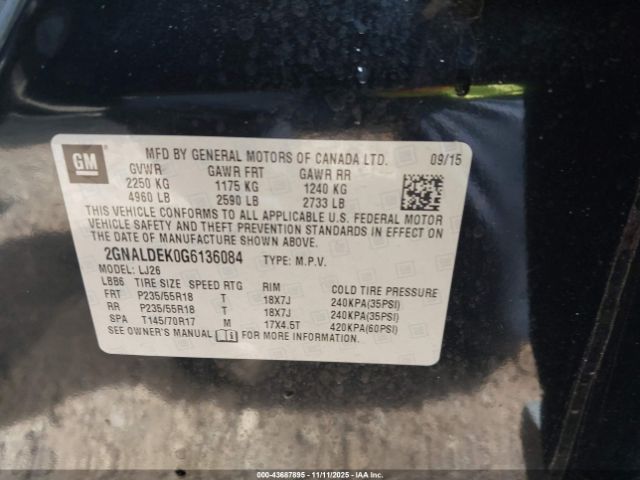 GM
MFD BY GENERAL MOTORS OF CANADA LTD. 09/15
GVWR GAWR FRT GAWR RR
2250 KG 1175 KG 1240 KG
4960 LB 2590 LB 2733 LB
THIS VEHICLE CONFORMS TO ALL APPLICABLE U.S. FEDERAL MOTOR
VEHICLE SAFETY AND THEFT PREVENTION STANDARDS IN EFFECT ON
THE DATE OF MANUFACTURE SHOWN ABOVE.
2GNALDEK0G6136084 TYPE: M.P.V.
MODEL: LJ26
LBB6 TIRE SIZE SPEED RTG RIM COLD TIRE PRESSURE
FRT P235/55R18 T 18X7J 240KPA(35PSI)
RR P235/55R18 T 18X7J 240KPA(35PSI)
SPA T145/70R17 M 17X4.5T 420KPA(60PSI)
SEE OWNER'S MANUAL FOR MORE INFORMATION.
000-43687895 - 11/11/2025 - IAA Inc.